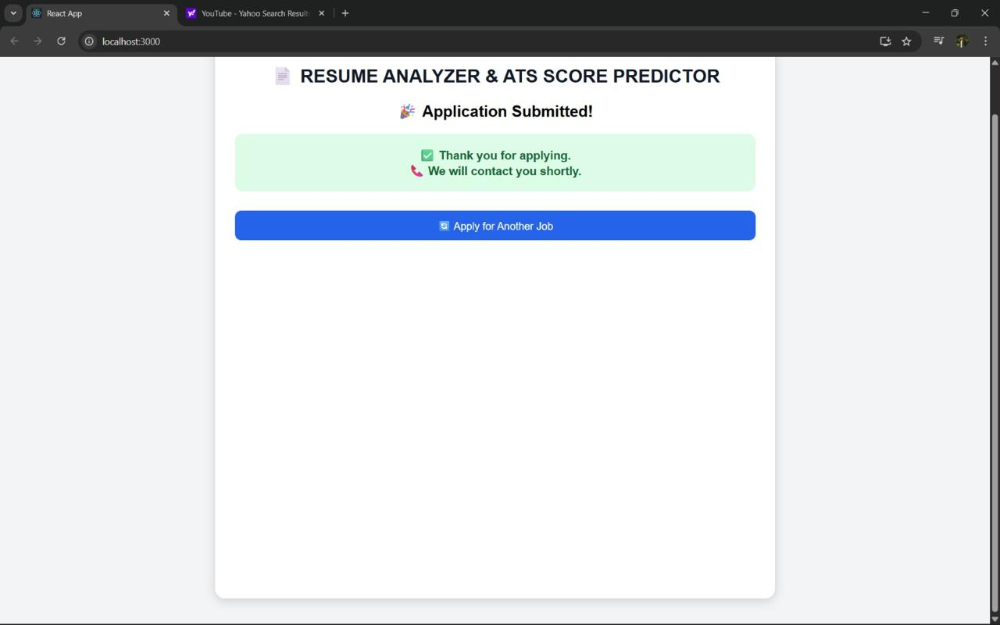 React App
YouTube - Yahoo Search Result
localhost:3000
RESUME ANALYZER & ATS SCORE PREDICTOR
Application Submitted!
Thank you for applying.
We will contact you shortly.
Apply for Another Job